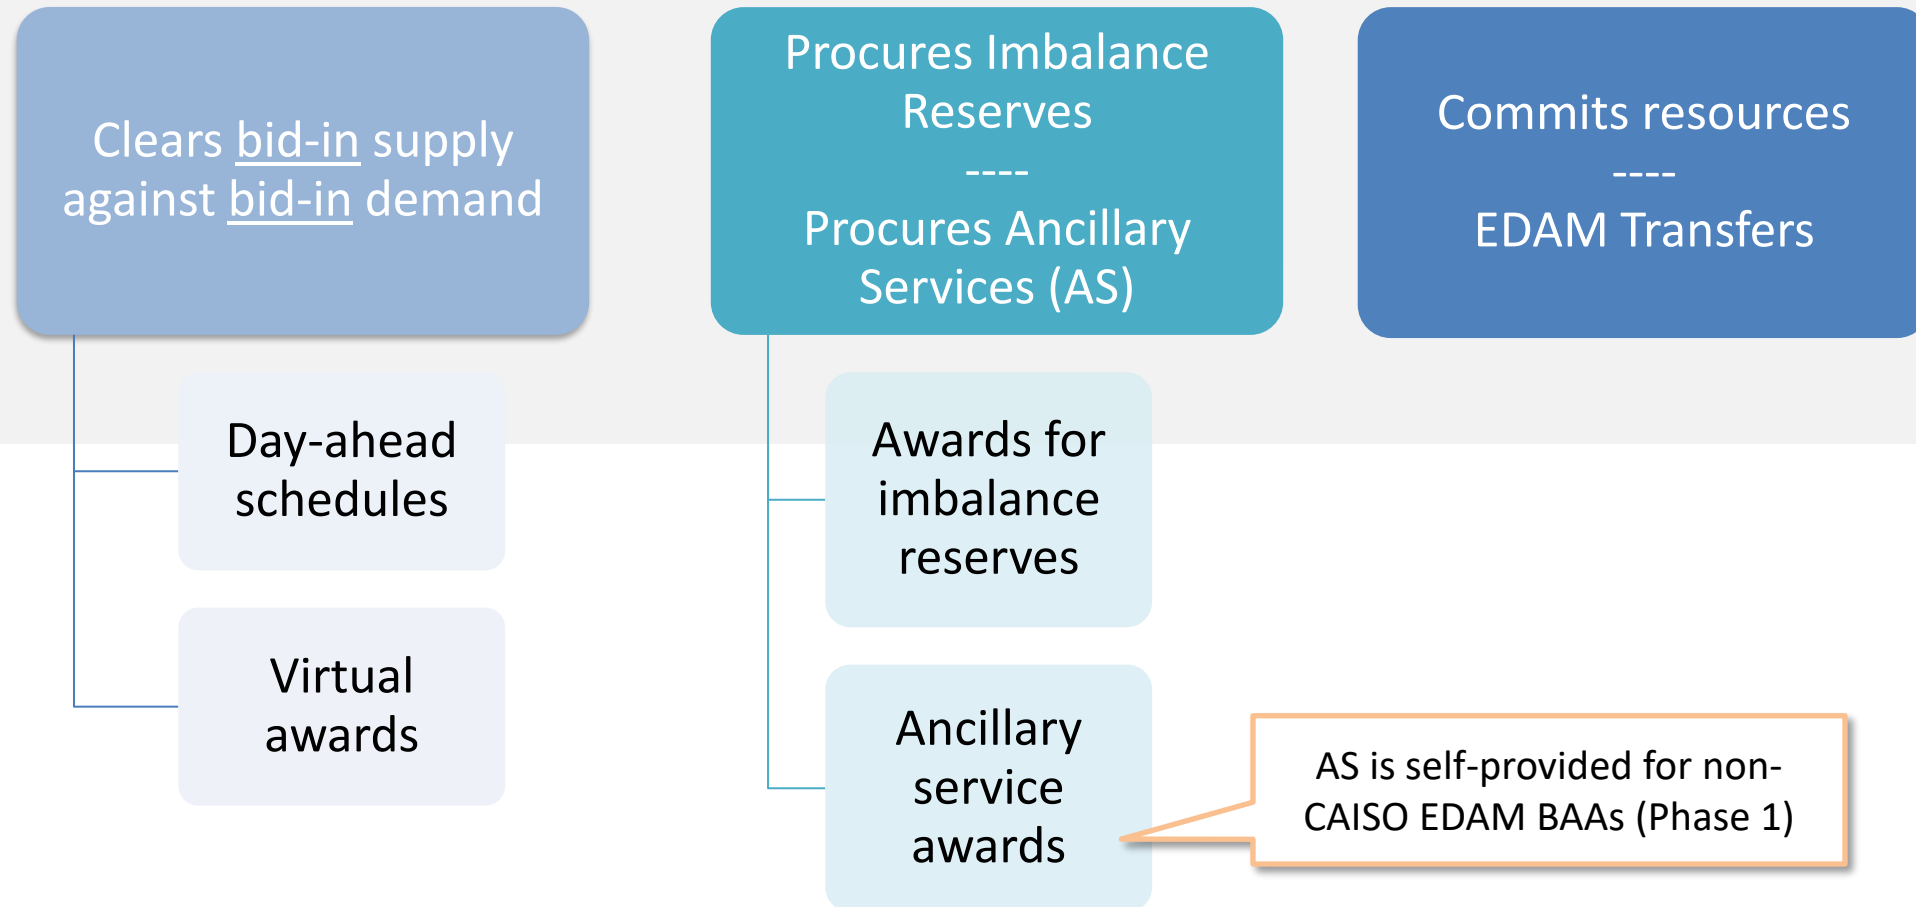 Clears bid-in supply
against bid-in demand
Day-ahead
schedules
Virtual
awards
Procures Imbalance
Reserves
----
Procures Ancillary
Services (AS)
Awards for
imbalance
reserves
Ancillary
service
awards
AS is self-provided for non-
CAISO EDAM BAAs (Phase 1)
Commits resources
----
EDAM Transfers